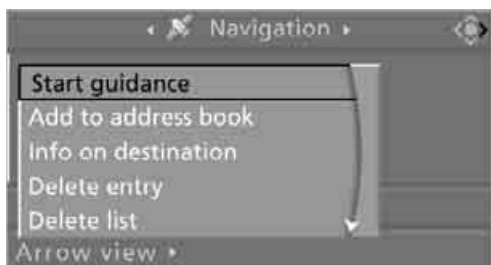 Navigation
Start guidance
Add to address book
Info on destination
Delete entry
Delete list
Arrow view